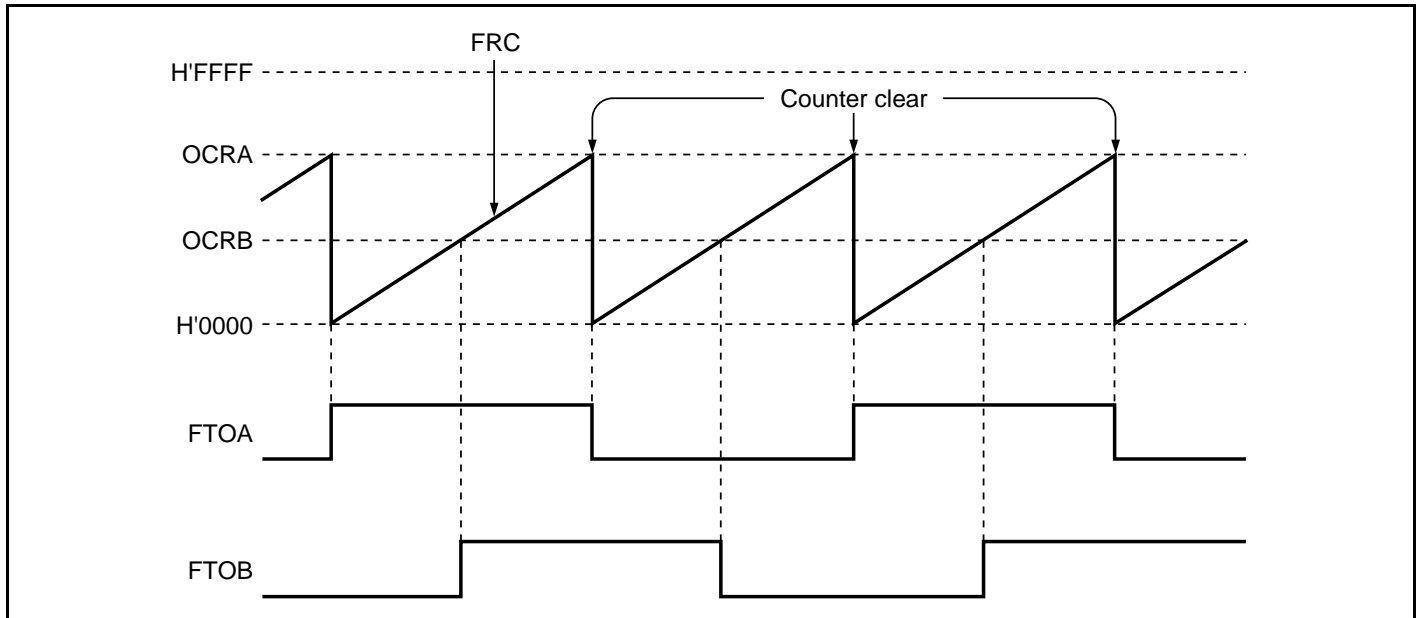 FRC
H'FFFF
Counter clear
OCRA
OCRB
H'0000
FTOA
FTOB